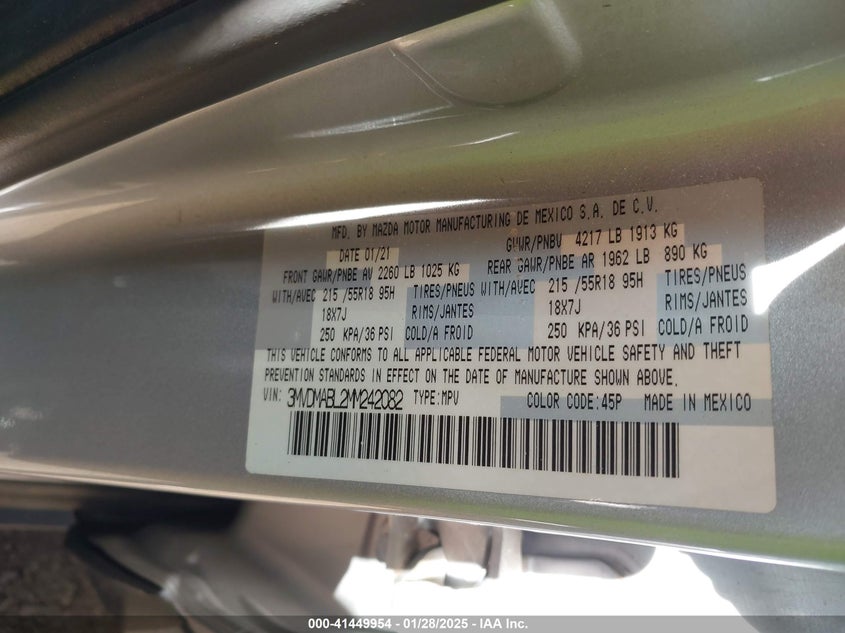 MFD. BY MAZDA MOTOR MANUFACTURING DE MEXICO S.A. DE C.V.
DATE 01/21 GVWR/PNBV 4217 LB 1913 KG
FRONT GAWR/PNBE AV 2260 LB 1025 KG REAR GAWR/PNBE AR 1962 LB 890 KG
WITH/AVEC 215 /55R18 95H TIRES/PNEUS WITH/AVEC 215 /55R18 95H TIRES/PNEUS
18X7J RIMS/JANTES 18X7J RIMS/JANTES
250 KPA/36 PSI COLD/A FROID 250 KPA/36 PSI COLD/A FROID
THIS VEHICLE CONFORMS TO ALL APPLICABLE FEDERAL MOTOR VEHICLE SAFETY AND THEFT
PREVENTION STANDARDS IN EFFECT ON THE DATE OF MANUFACTURE SHOWN ABOVE.
VIN: 3MVDMABL2MM242082 TYPE:MPV COLOR CODE:45P MADE IN MEXICO
000-41449954 - 01/28/2025 - IAA Inc.